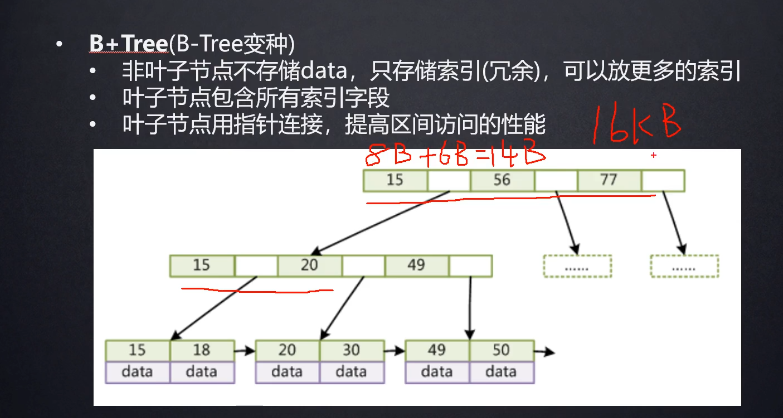 B+Tree(B-Tree变种)
非叶子节点不存储data，只存储索引(冗余)，可以放更多的索引
叶子节点包含所有索引字段
叶子节点用指针连接，提高区间访问的性能
16KB
8B+6B=14B
15 56 77
15 20 49 ...... ......
15 18 20 30 49 50
data data data data data data